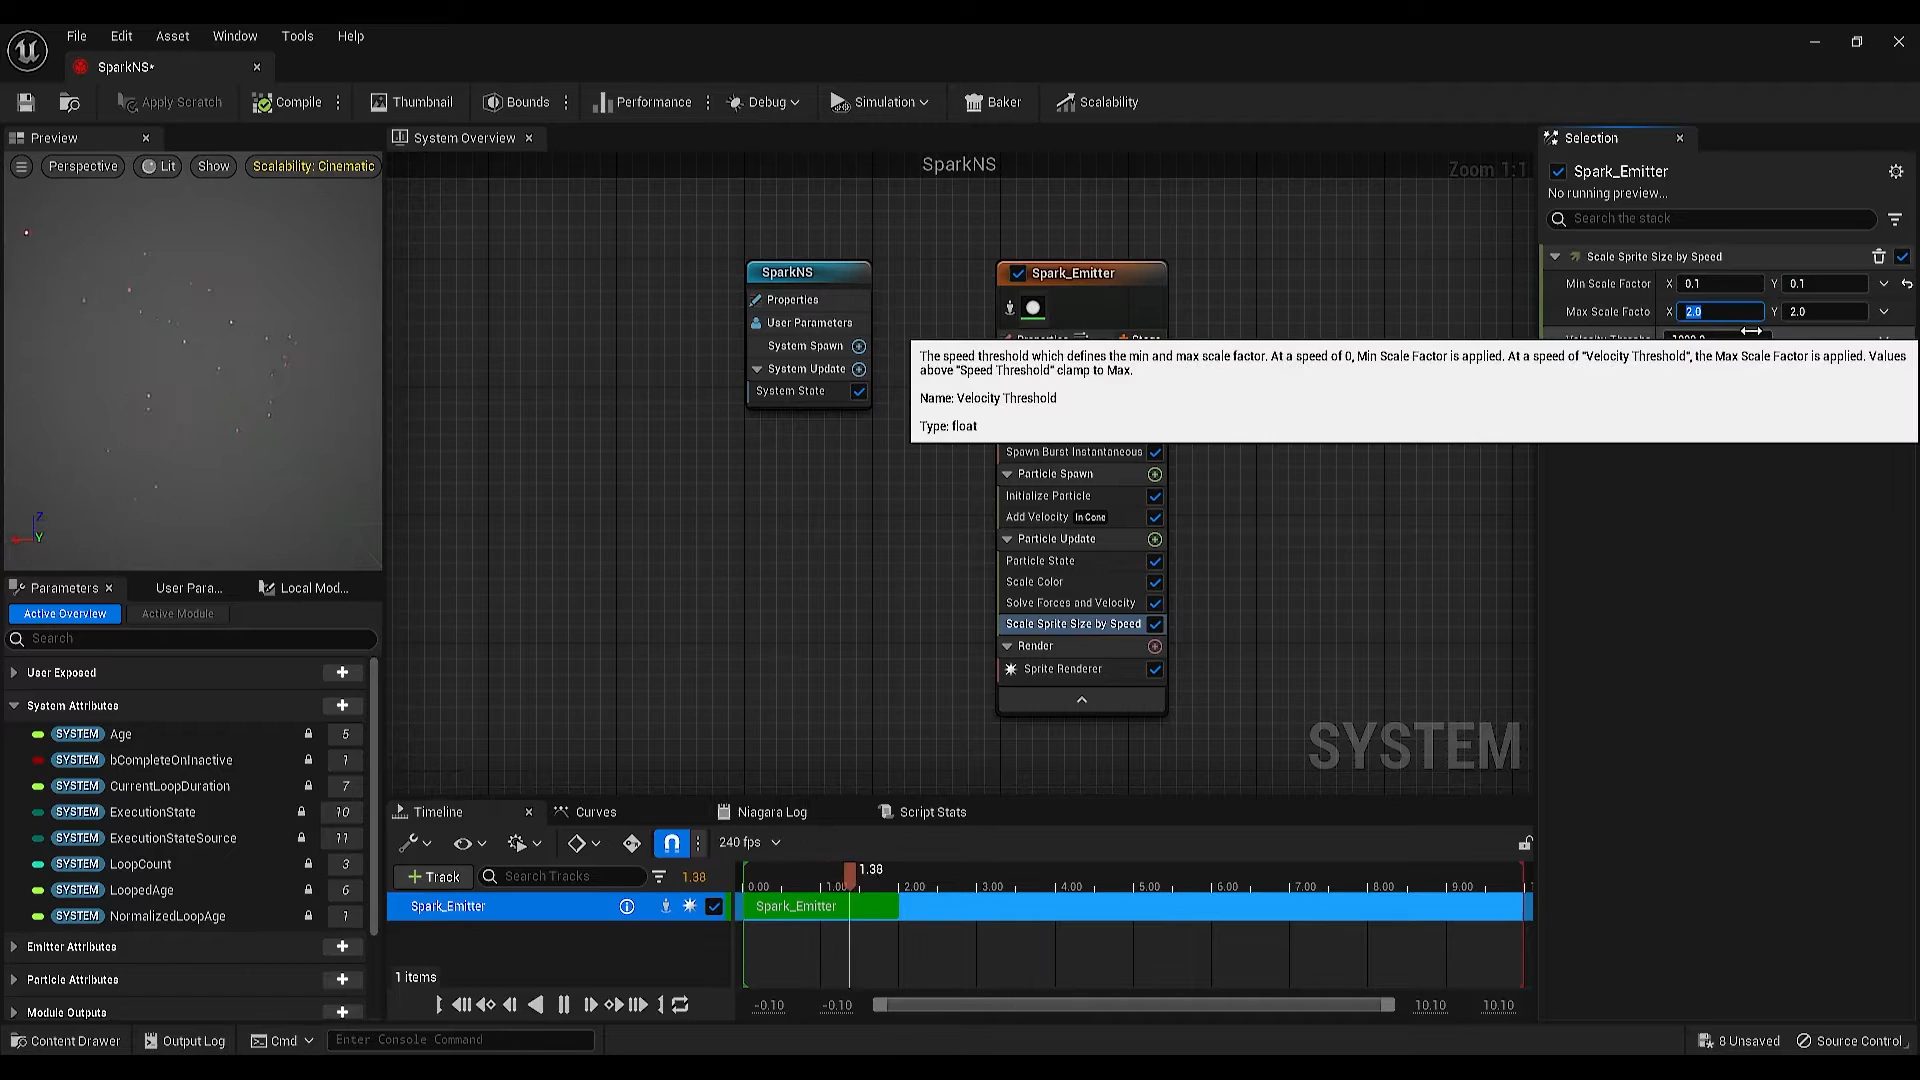 File Edit Asset Window Tools Help
SparkNS*
Apply Scratch Compile Thumbnail Bounds Performance Debug Simulation Baker Scalability
Preview
System Overview
Selection
Perspective Lit Show Scalability: Cinematic
SparkNS
Zoom 1:1
Spark_Emitter
No running preview...
Search the stack
Scale Sprite Size by Speed
Min Scale Factor X 0.1 Y 0.1
Max Scale Facto X 2.0 Y 2.0
SparkNS
Properties
User Parameters
System Spawn
System Update
System State
Spark_Emitter
The speed threshold which defines the min and max scale factor. At a speed of 0, Min Scale Factor is applied. At a speed of "Velocity Threshold", the Max Scale Factor is applied. Values
above "Speed Threshold" clamp to Max.
Name: Velocity Threshold
Type: float
Spawn Burst Instantaneous
Particle Spawn
Initialize Particle
Add Velocity In Cone
Particle Update
Particle State
Scale Color
Solve Forces and Velocity
Scale Sprite Size by Speed
Render
Sprite Renderer
SYSTEM
Z
Y
Parameters User Para... Local Mod...
Active Overview Active Module
Search
User Exposed
System Attributes
SYSTEM Age 5
SYSTEM bCompleteOnInactive 1
SYSTEM CurrentLoopDuration 7
SYSTEM ExecutionState 10
SYSTEM ExecutionStateSource 11
SYSTEM LoopCount 3
SYSTEM LoopedAge 6
SYSTEM NormalizedLoopAge 1
Emitter Attributes
Particle Attributes
Module Outputs
Timeline Curves Niagara Log Script Stats
240 fps
Track Search Tracks 1.38
1.38
0.00 1.00 2.00 3.00 4.00 5.00 6.00 7.00 8.00 9.00
Spark_Emitter
Spark_Emitter
1 items
-0.10 -0.10 10.10 10.10
Content Drawer Output Log Cmd Enter Console Command 8 Unsaved Source Control